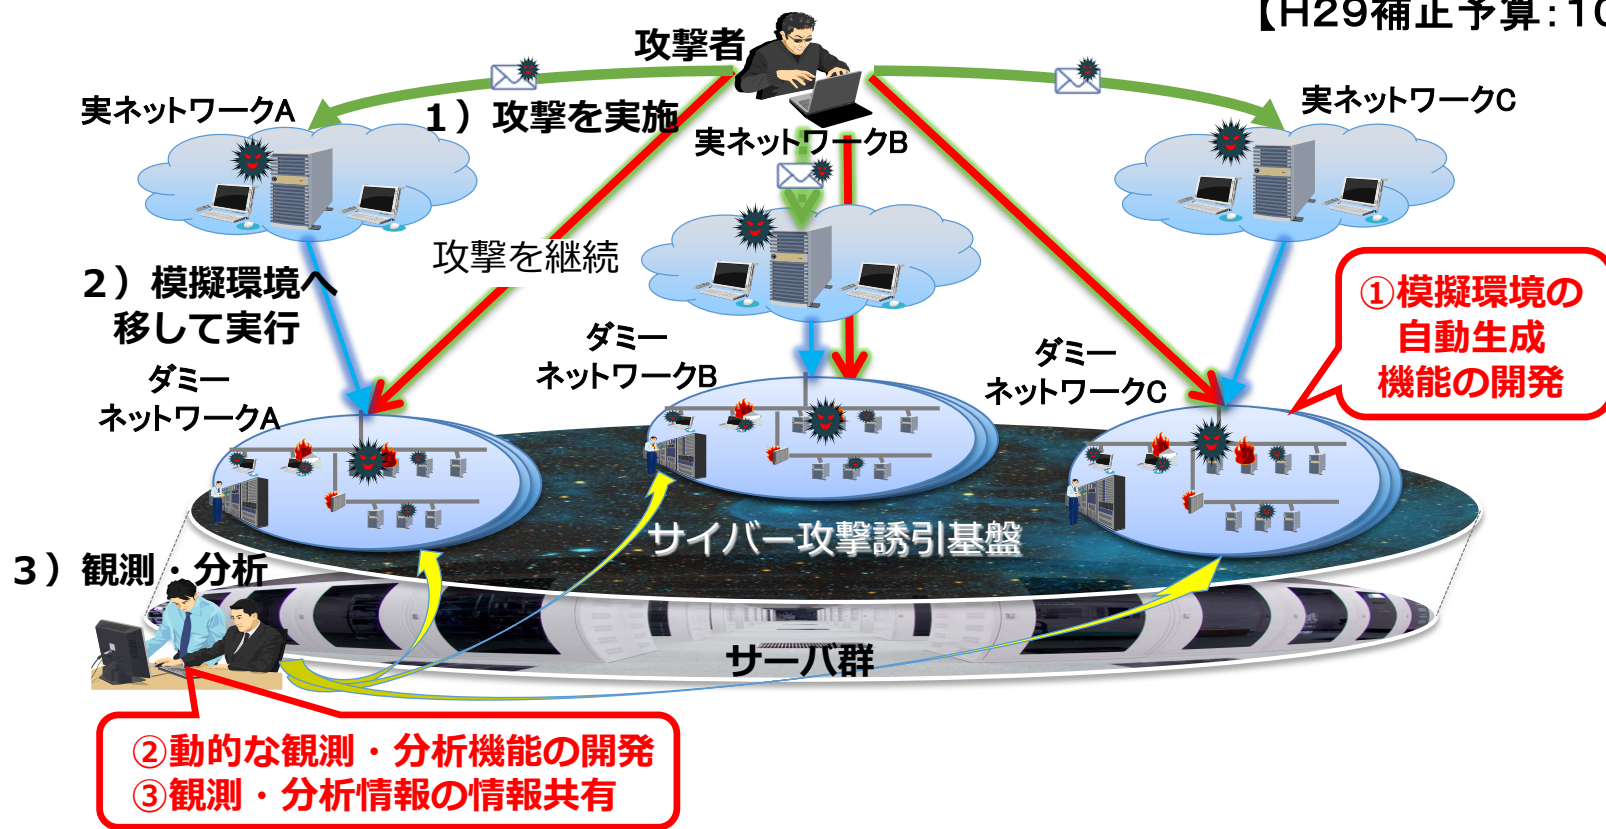 【H29補正予算:10
攻撃者
実ネットワークA
1)攻撃を実施
実ネットワークB
実ネットワークC
攻撃を継続
2)模擬環境へ
移して実行
①模擬環境の
自動生成
機能の開発
ダミー
ネットワークA
ダミー
ネットワークB
ダミー
ネットワークC
サイバー攻撃誘引基盤
3)観測・分析
サーバ群
②動的な観測・分析機能の開発
③観測・分析情報の情報共有